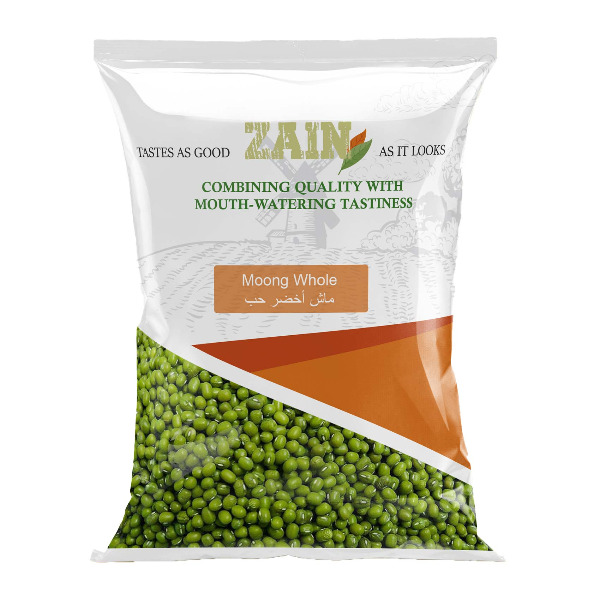 ZAIN
TASTES AS GOOD AS IT LOOKS
COMBINING QUALITY WITH
MOUTH-WATERING TASTINESS
Moong Whole
ماش أخضر حب